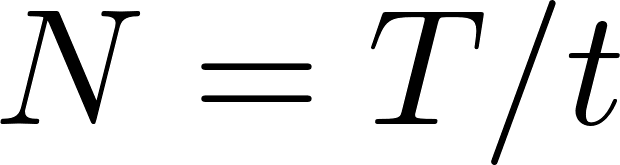 N = T/t